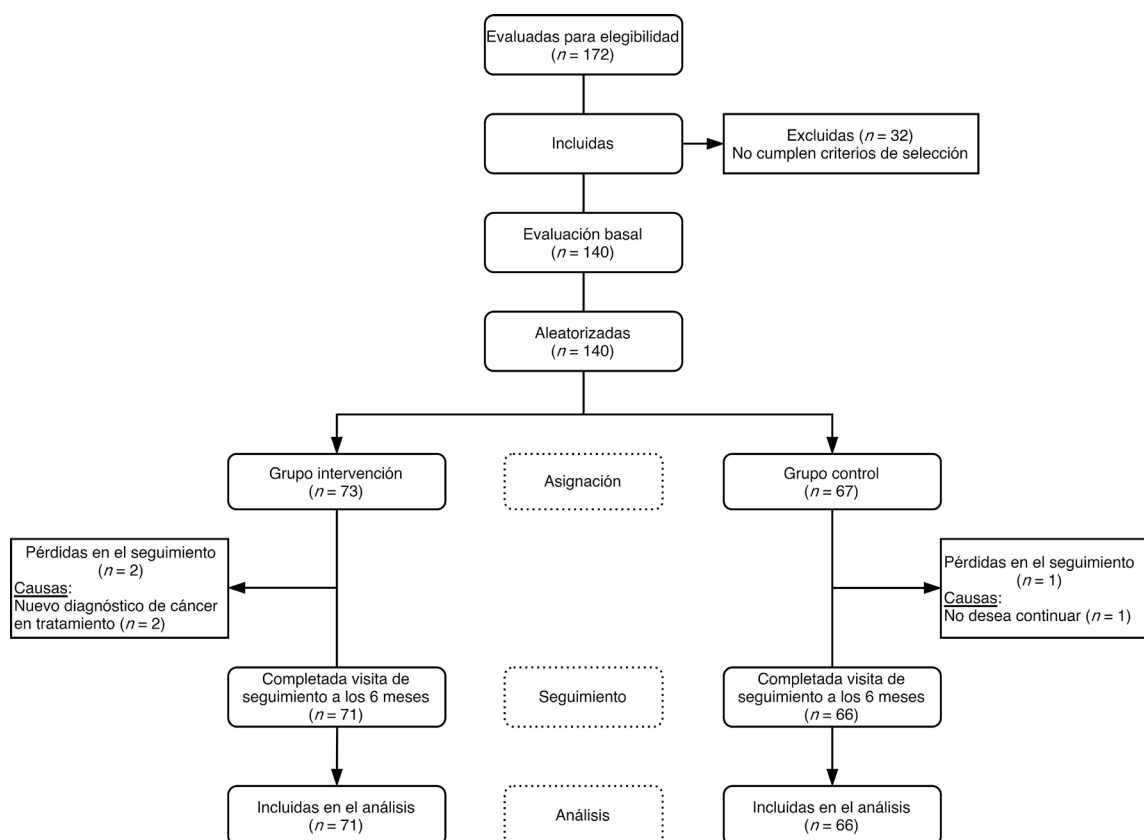 Evaluadas para elegibilidad
(n = 172)
Incluidas
Excluidas (n = 32)
No cumplen criterios de selección
Evaluación basal
(n = 140)
Aleatorizadas
(n = 140)
Grupo intervención
(n = 73)
Asignación
Grupo control
(n = 67)
Pérdidas en el seguimiento
(n = 2)
Causas:
Nuevo diagnóstico de cáncer
en tratamiento (n = 2)
Pérdidas en el seguimiento
(n = 1)
Causas:
No desea continuar (n = 1)
Completada visita de
seguimiento a los 6 meses
(n = 71)
Seguimiento
Completada visita de
seguimiento a los 6 meses
(n = 66)
Incluidas en el análisis
(n = 71)
Análisis
Incluidas en el análisis
(n = 66)